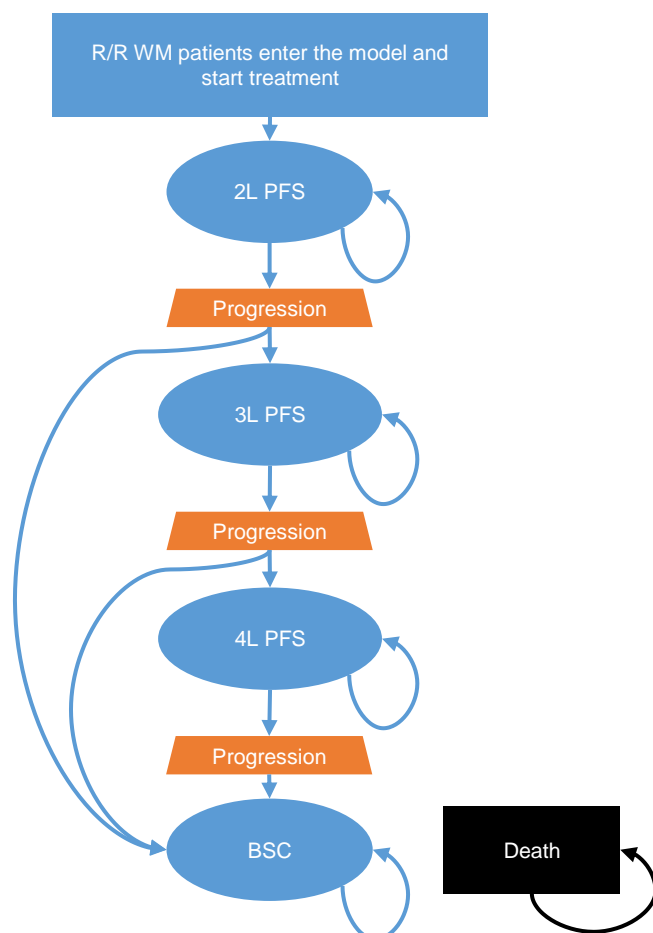 R/R WM patients enter the model and
start treatment
2L PFS
Progression
3L PFS
Progression
4L PFS
Progression
BSC
Death